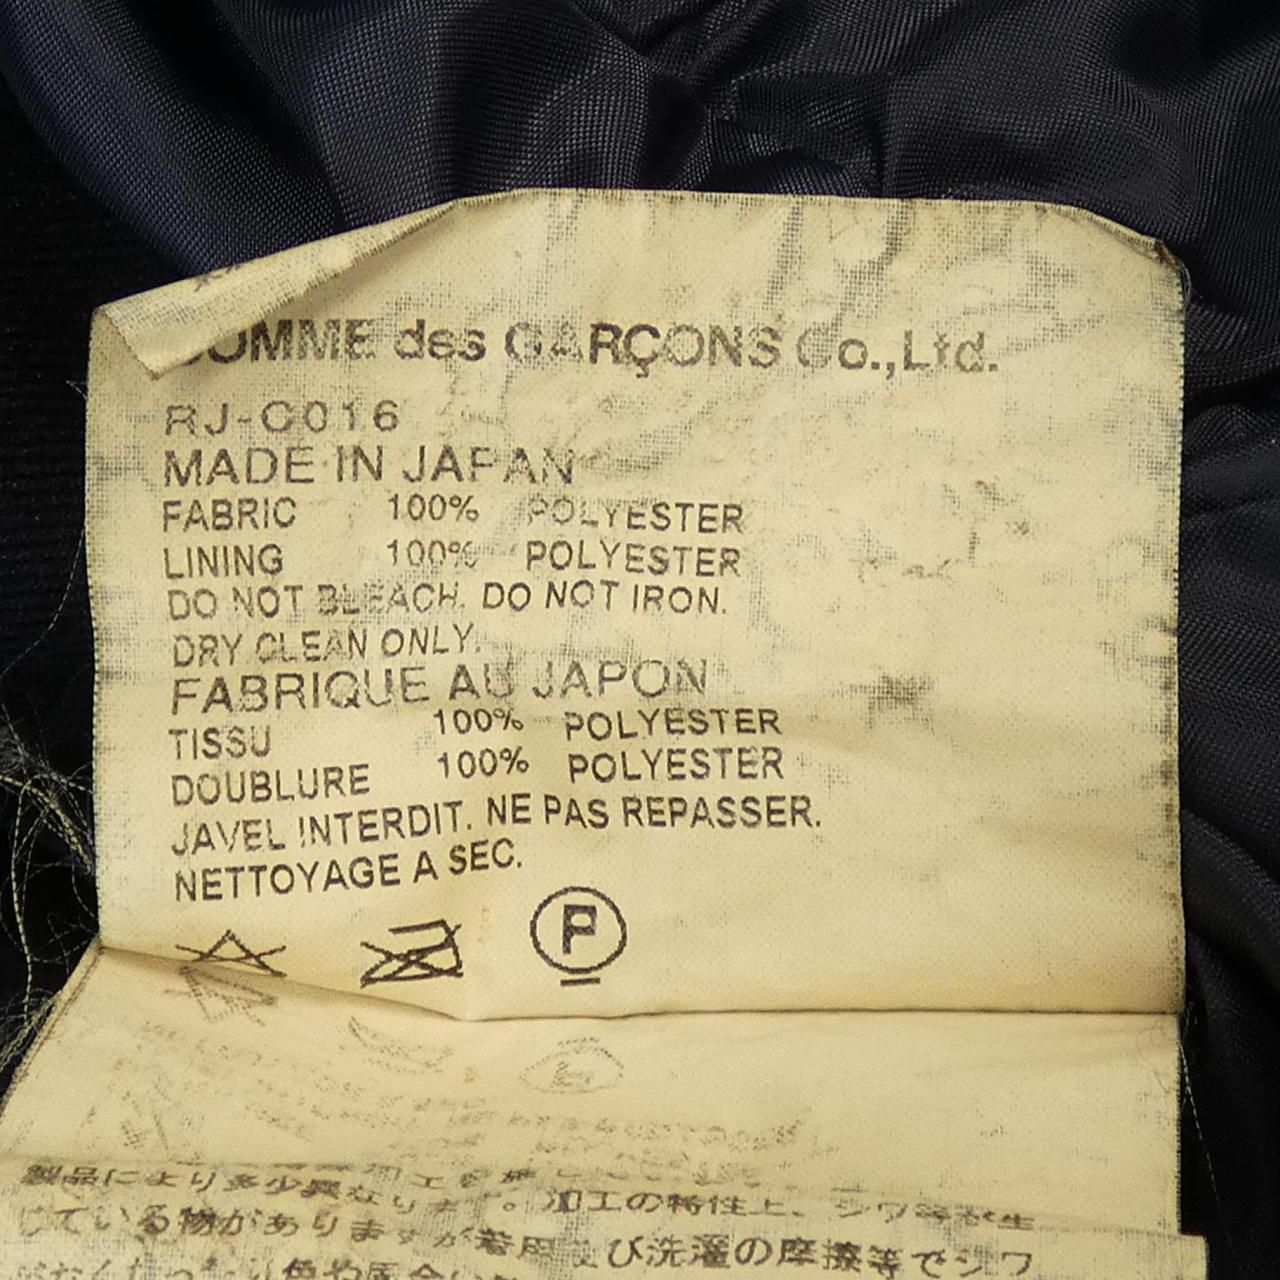 COMME des GARÇONS Co.,Ltd.
RJ-C016
MADE IN JAPAN
FABRIC 100% POLYESTER
LINING 100% POLYESTER
DO NOT BLEACH. DO NOT IRON.
DRY CLEAN ONLY.
FABRIQUE AU JAPON
TISSU 100% POLYESTER
DOUBLURE 100% POLYESTER
JAVEL INTERDIT. NE PAS REPASSER.
NETTOYAGE A SEC.
P
製品により多少異なります。加工の特性上、シワ等が生
じている物がありますが着用及び洗濯の摩擦等でシワ